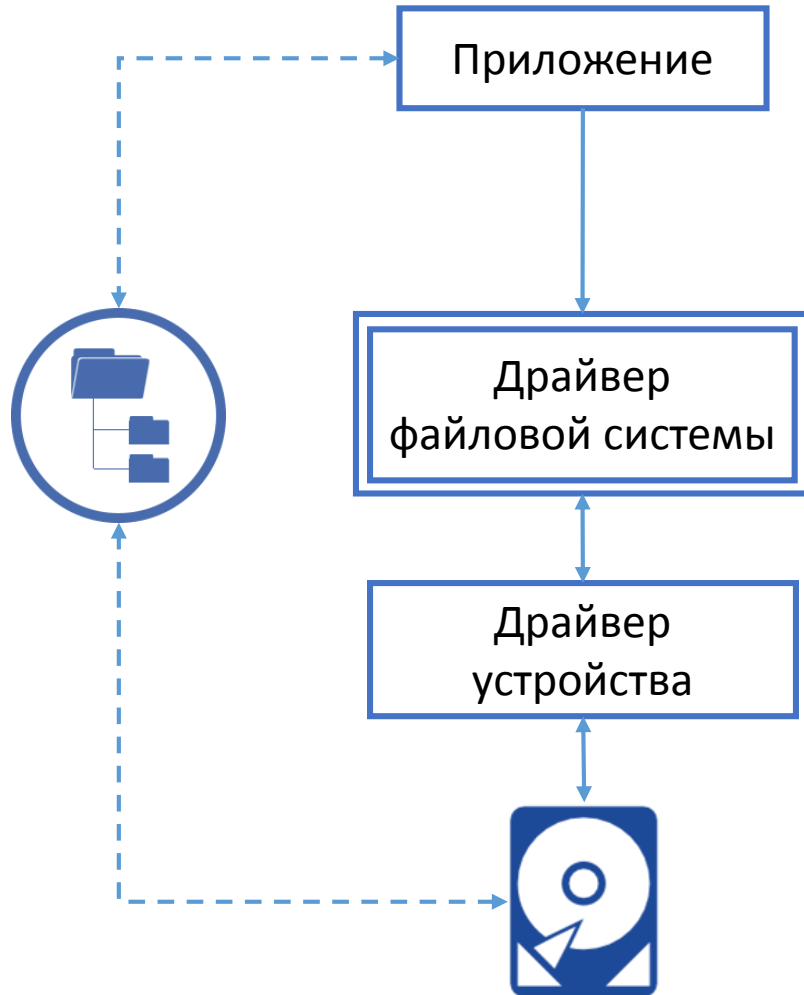 Приложение
Драйвер
файловой системы
Драйвер
устройства